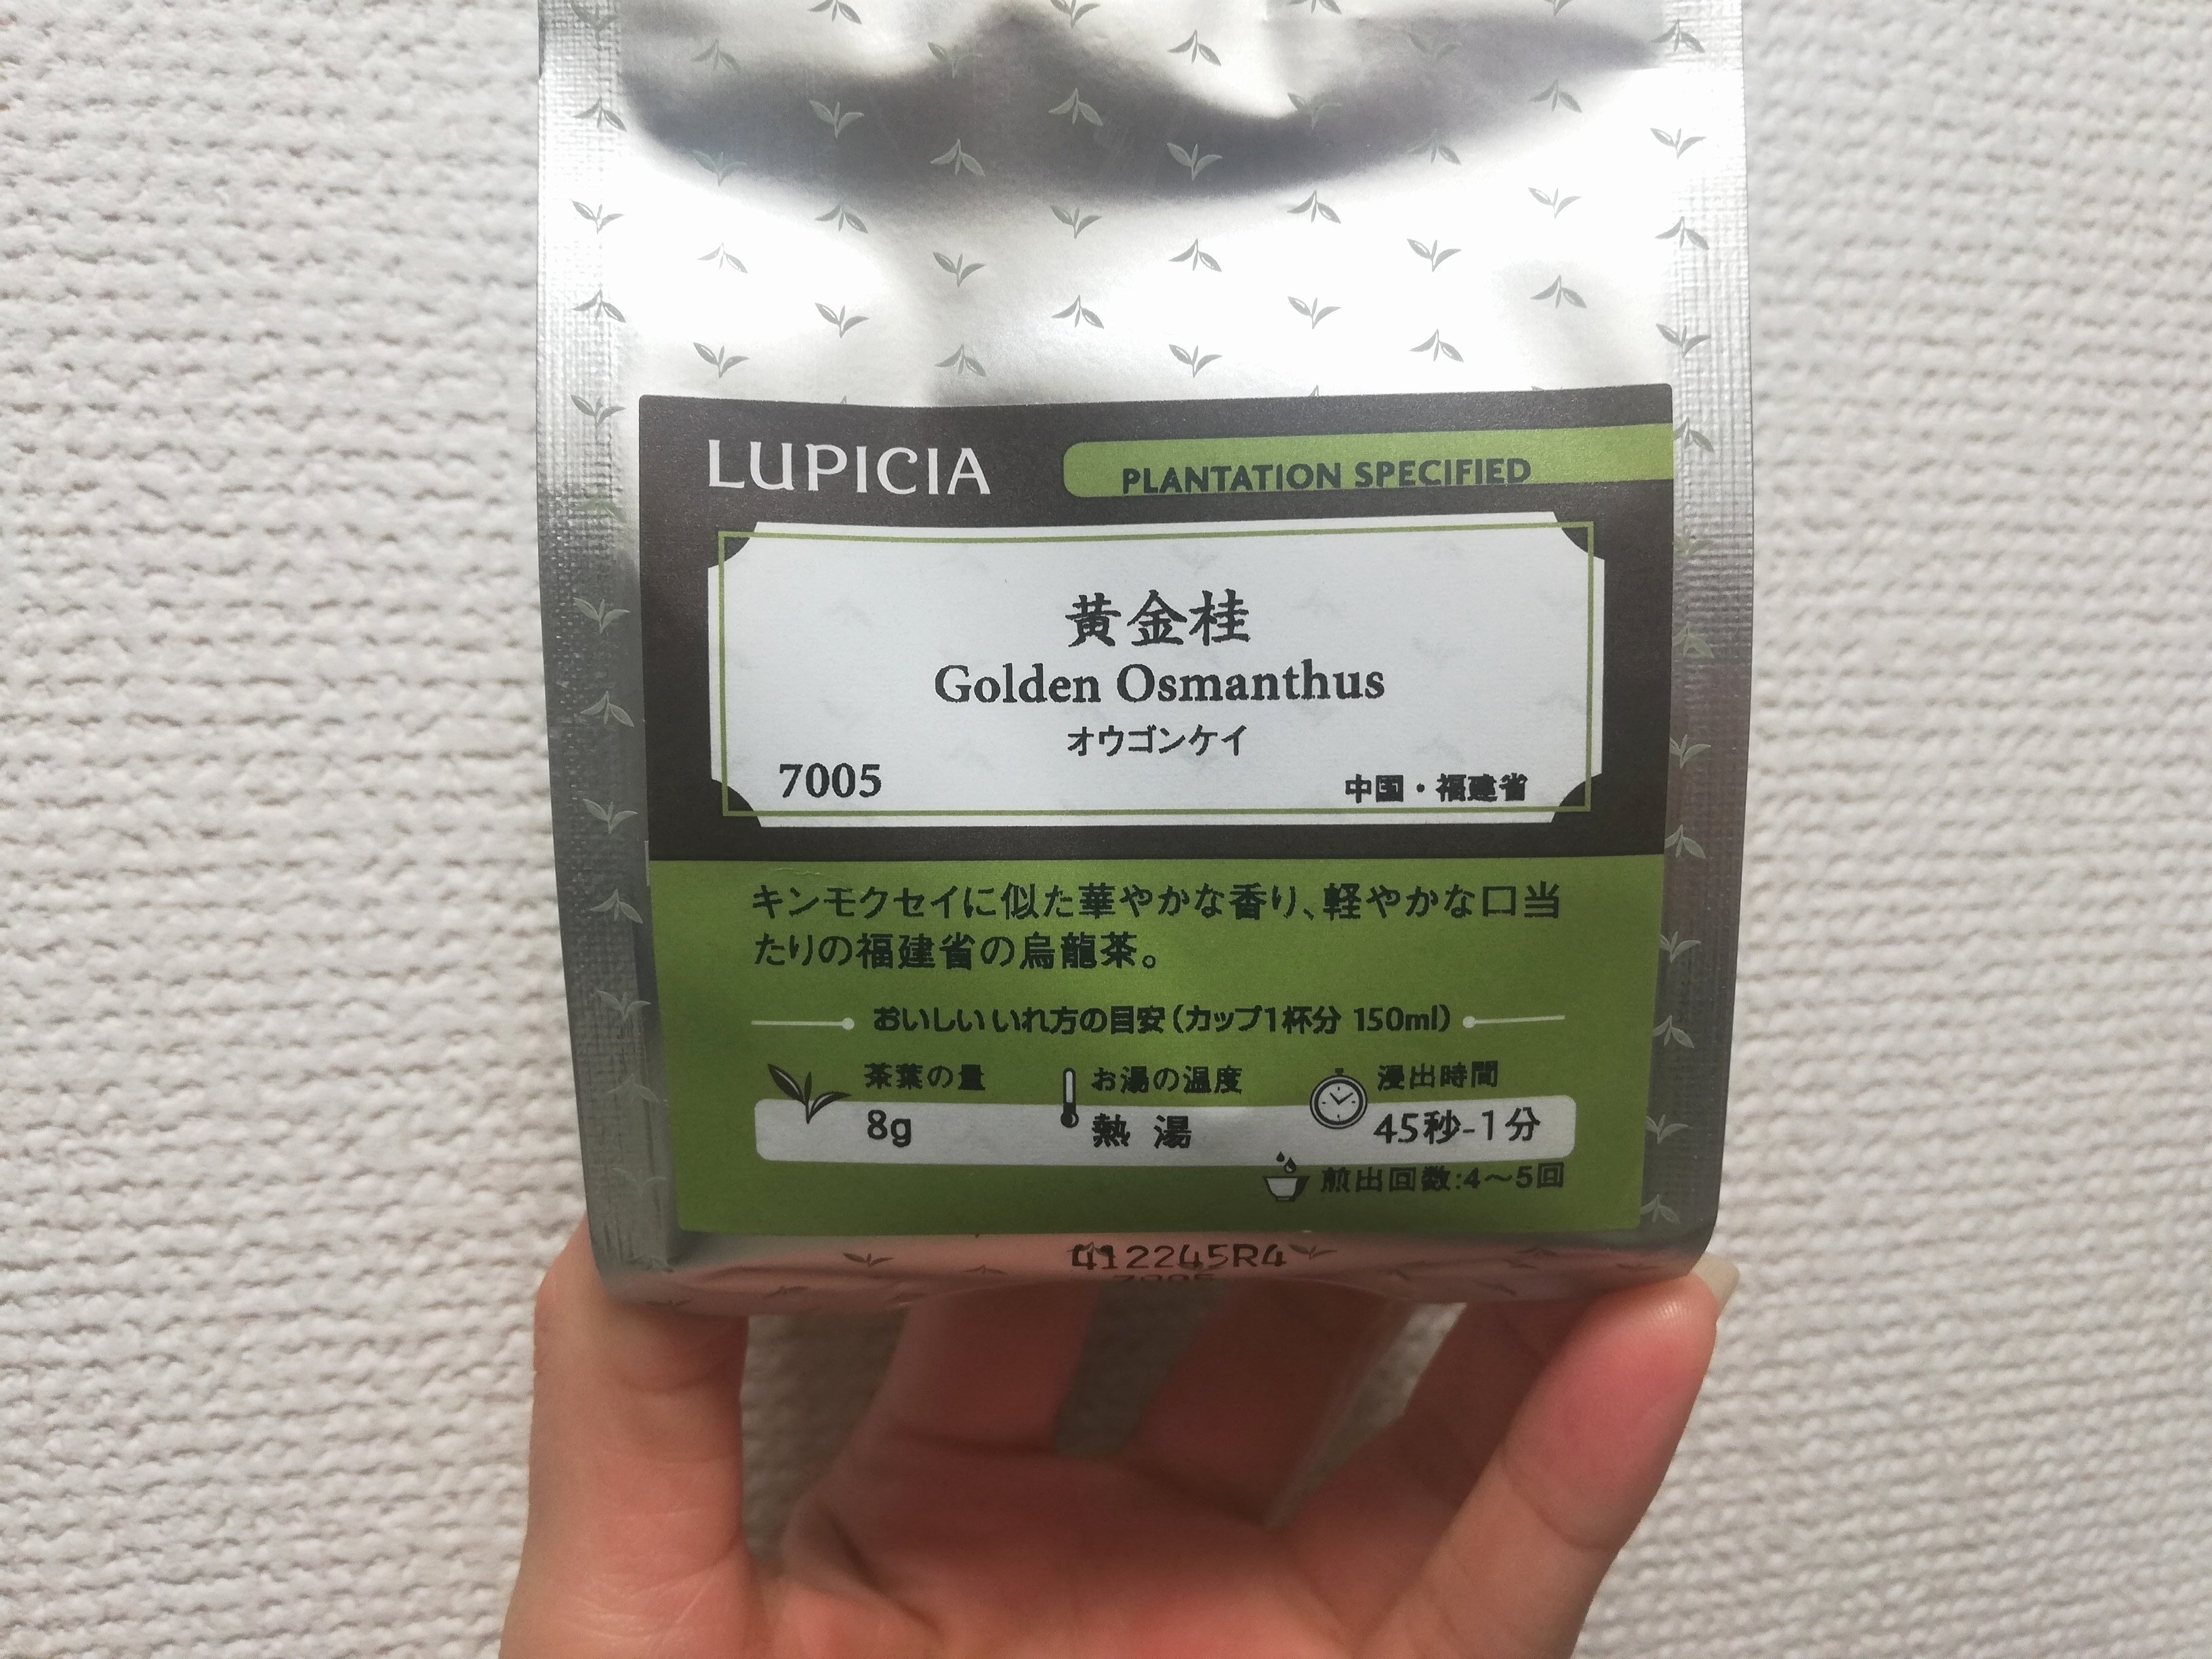 LUPICIA
PLANTATION SPECIFIED
黄金桂
Golden Osmanthus
オウゴンケイ
7005
中国・福建省
キンモクセイに似た華やかな香り、軽やかな口当
たりの福建省の烏龍茶。
おいしいいれ方の目安（カップ1杯分 150ml）
茶葉の量
8g
お湯の温度
熱 湯
浸出時間
45秒-1分
煎出回数:4～5回
412245R4